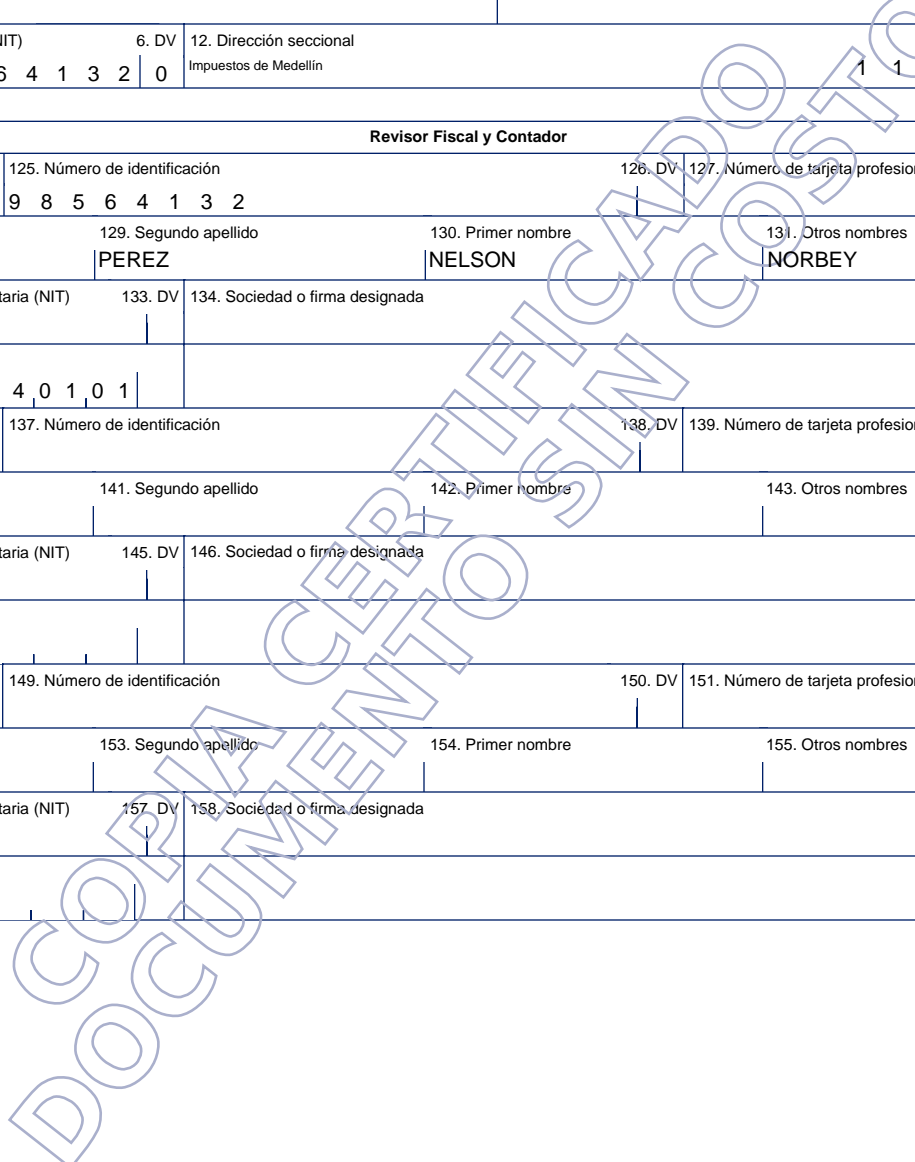 NIT) 6. DV 12. Dirección seccional
6 4 1 3 2 0 Impuestos de Medellín 1 1
Revisor Fiscal y Contador
125. Número de identificación 126. DV 127. Número de tarjeta profesion
9 8 5 6 4 1 3 2
129. Segundo apellido 130. Primer nombre 131. Otros nombres
PEREZ NELSON NORBEY
taria (NIT) 133. DV 134. Sociedad o firma designada
4 0 1 0 1
137. Número de identificación 138. DV 139. Número de tarjeta profesion
141. Segundo apellido 142. Primer nombre 143. Otros nombres
taria (NIT) 145. DV 146. Sociedad o firma designada
149. Número de identificación 150. DV 151. Número de tarjeta profesion
153. Segundo apellido 154. Primer nombre 155. Otros nombres
taria (NIT) 157. DV 158. Sociedad o firma designada
COPIA CERTIFICADO
DOCUMENTO SIN COSTO